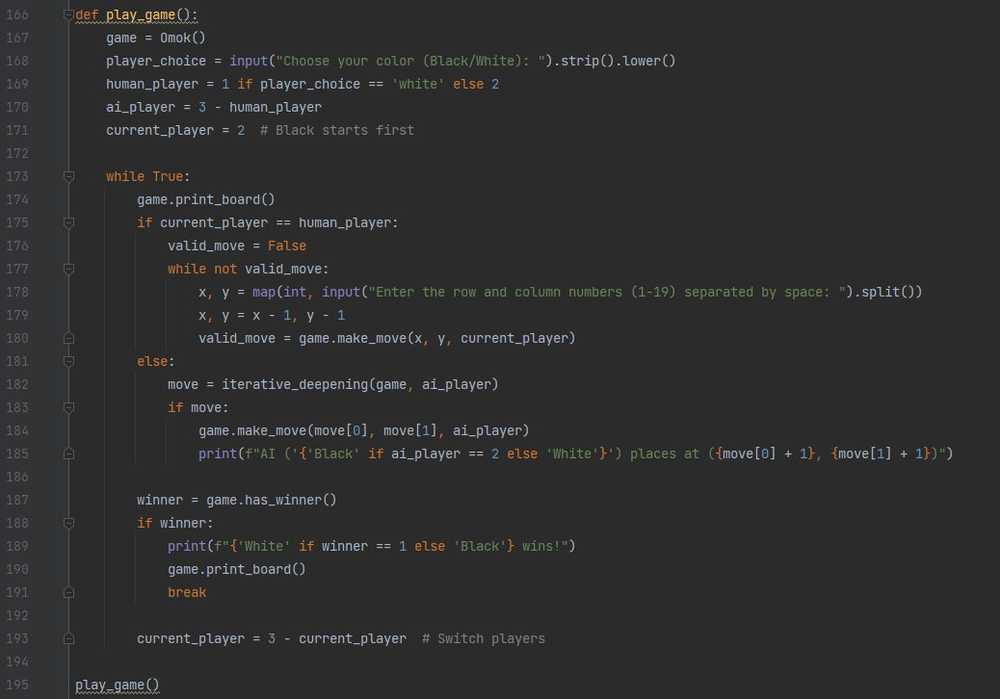 166 def play_game():
167     game = Omok()
168     player_choice = input("Choose your color (Black/White): ").strip().lower()
169     human_player = 1 if player_choice == 'white' else 2
170     ai_player = 3 - human_player
171     current_player = 2  # Black starts first
172
173     while True:
174         game.print_board()
175         if current_player == human_player:
176             valid_move = False
177             while not valid_move:
178                 x, y = map(int, input("Enter the row and column numbers (1-19) separated by space: ").split())
179                 x, y = x - 1, y - 1
180                 valid_move = game.make_move(x, y, current_player)
181         else:
182             move = iterative_deepening(game, ai_player)
183             if move:
184                 game.make_move(move[0], move[1], ai_player)
185                 print(f"AI ('{'Black' if ai_player == 2 else 'White'}') places at ({move[0] + 1}, {move[1] + 1})")
186
187         winner = game.has_winner()
188         if winner:
189             print(f"{'White' if winner == 1 else 'Black'} wins!")
190             game.print_board()
191             break
192
193         current_player = 3 - current_player  # Switch players
194
195 play_game()